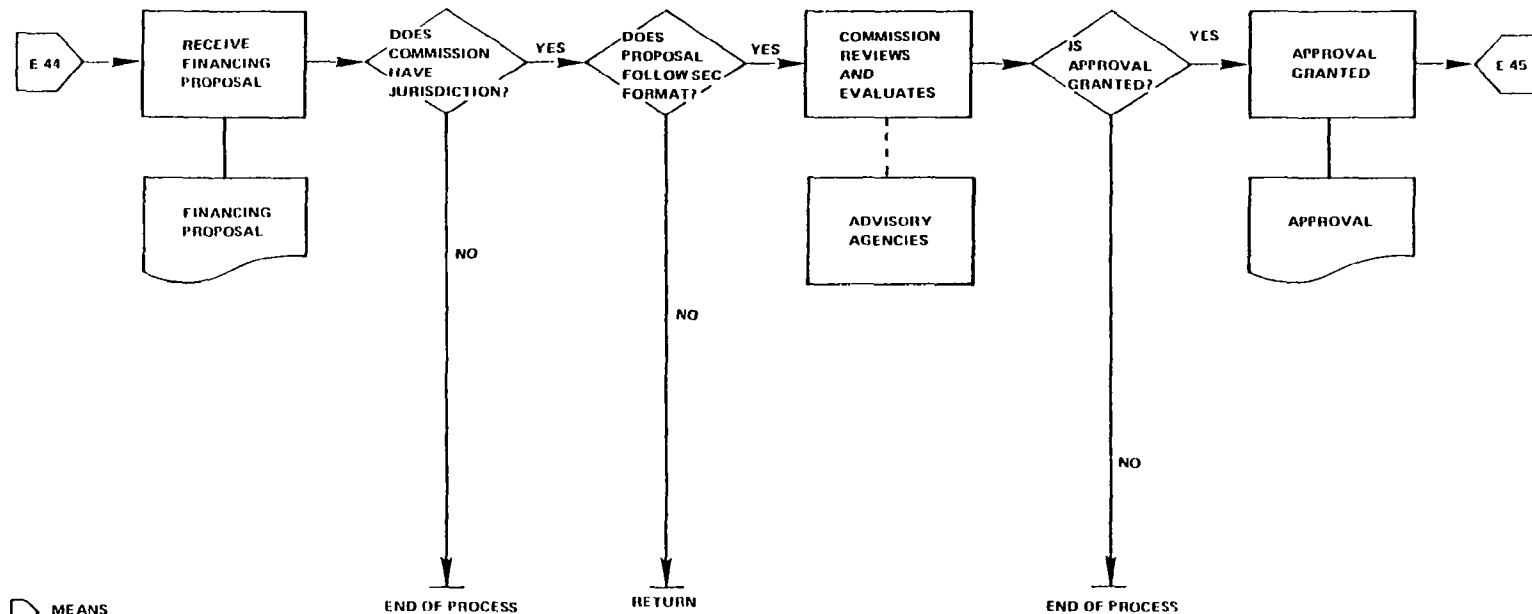 E 44
RECEIVE
FINANCING
PROPOSAL
FINANCING
PROPOSAL
DOES
COMMISSION
HAVE
JURISDICTION?
YES
NO
END OF PROCESS
DOES
PROPOSAL
FOLLOW SEC
FORMAT?
YES
NO
RETURN
COMMISSION
REVIEWS
AND
EVALUATES
ADVISORY
AGENCIES
IS
APPROVAL
GRANTED?
YES
NO
END OF PROCESS
APPROVAL
GRANTED
APPROVAL
E 45
MEANS